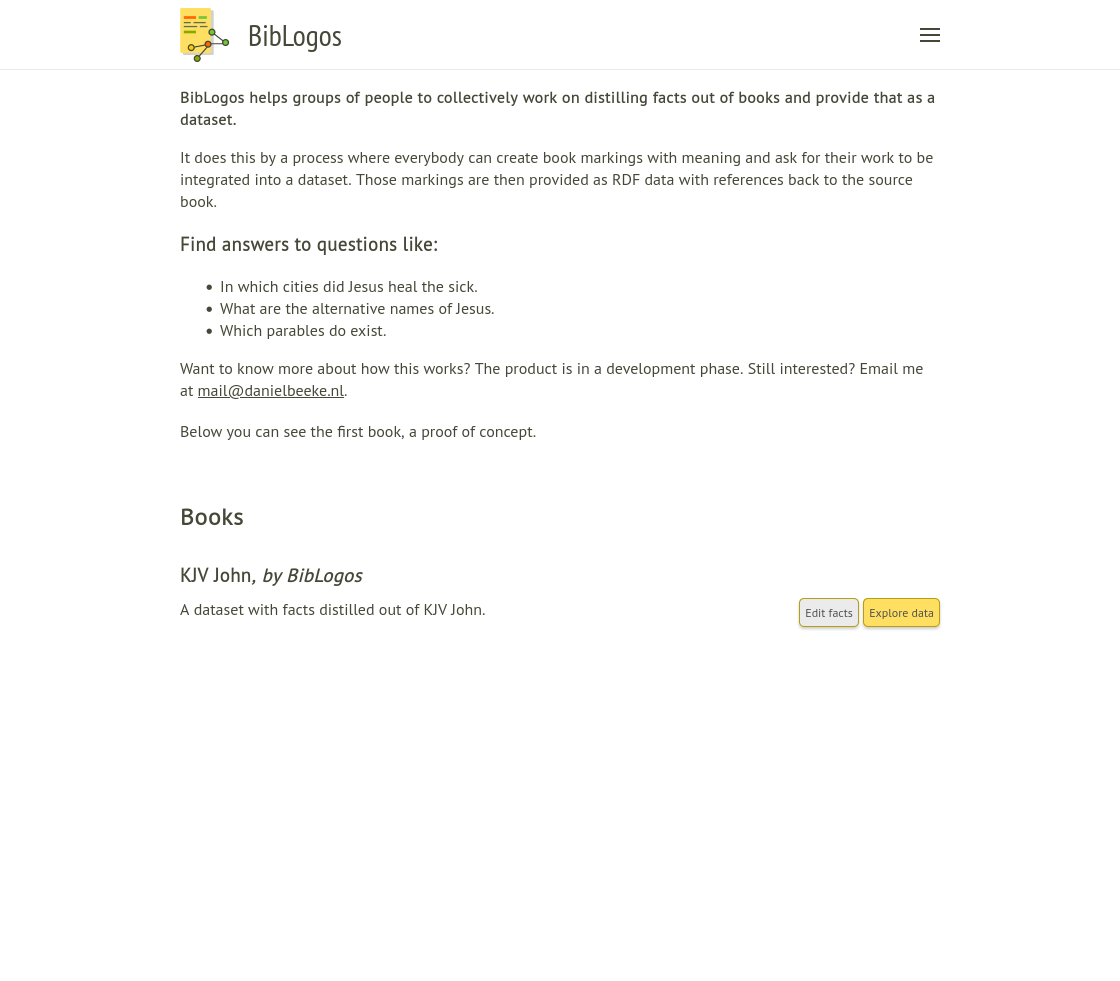 BibLogos
BibLogos helps groups of people to collectively work on distilling facts out of books and provide that as a
dataset.
It does this by a process where everybody can create book markings with meaning and ask for their work to be
integrated into a dataset. Those markings are then provided as RDF data with references back to the source
book.
Find answers to questions like:
• In which cities did Jesus heal the sick.
• What are the alternative names of Jesus.
• Which parables do exist.
Want to know more about how this works? The product is in a development phase. Still interested? Email me
at mail@danielbeeke.nl.
Below you can see the first book, a proof of concept.
Books
KJV John, by BibLogos
A dataset with facts distilled out of KJV John.
Edit facts Explore data